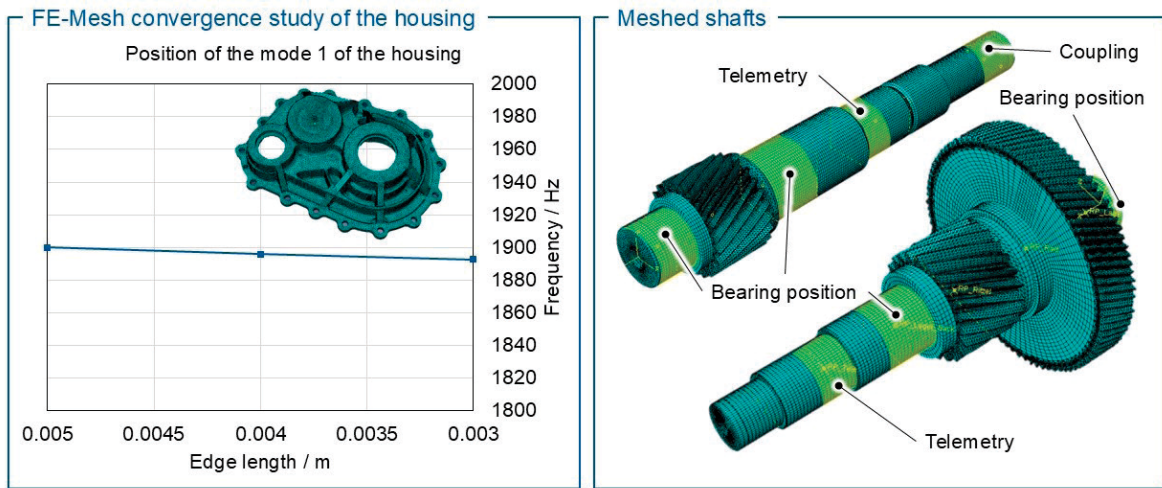 FE-Mesh convergence study of the housing
Position of the mode 1 of the housing
2000
1980
1960
1940
1920
1900
1880
1860
1840
1820
1800
Frequency / Hz
0.005 0.0045 0.004 0.0035 0.003
Edge length / m
Meshed shafts
Coupling
Telemetry
Bearing position
Bearing position
Telemetry